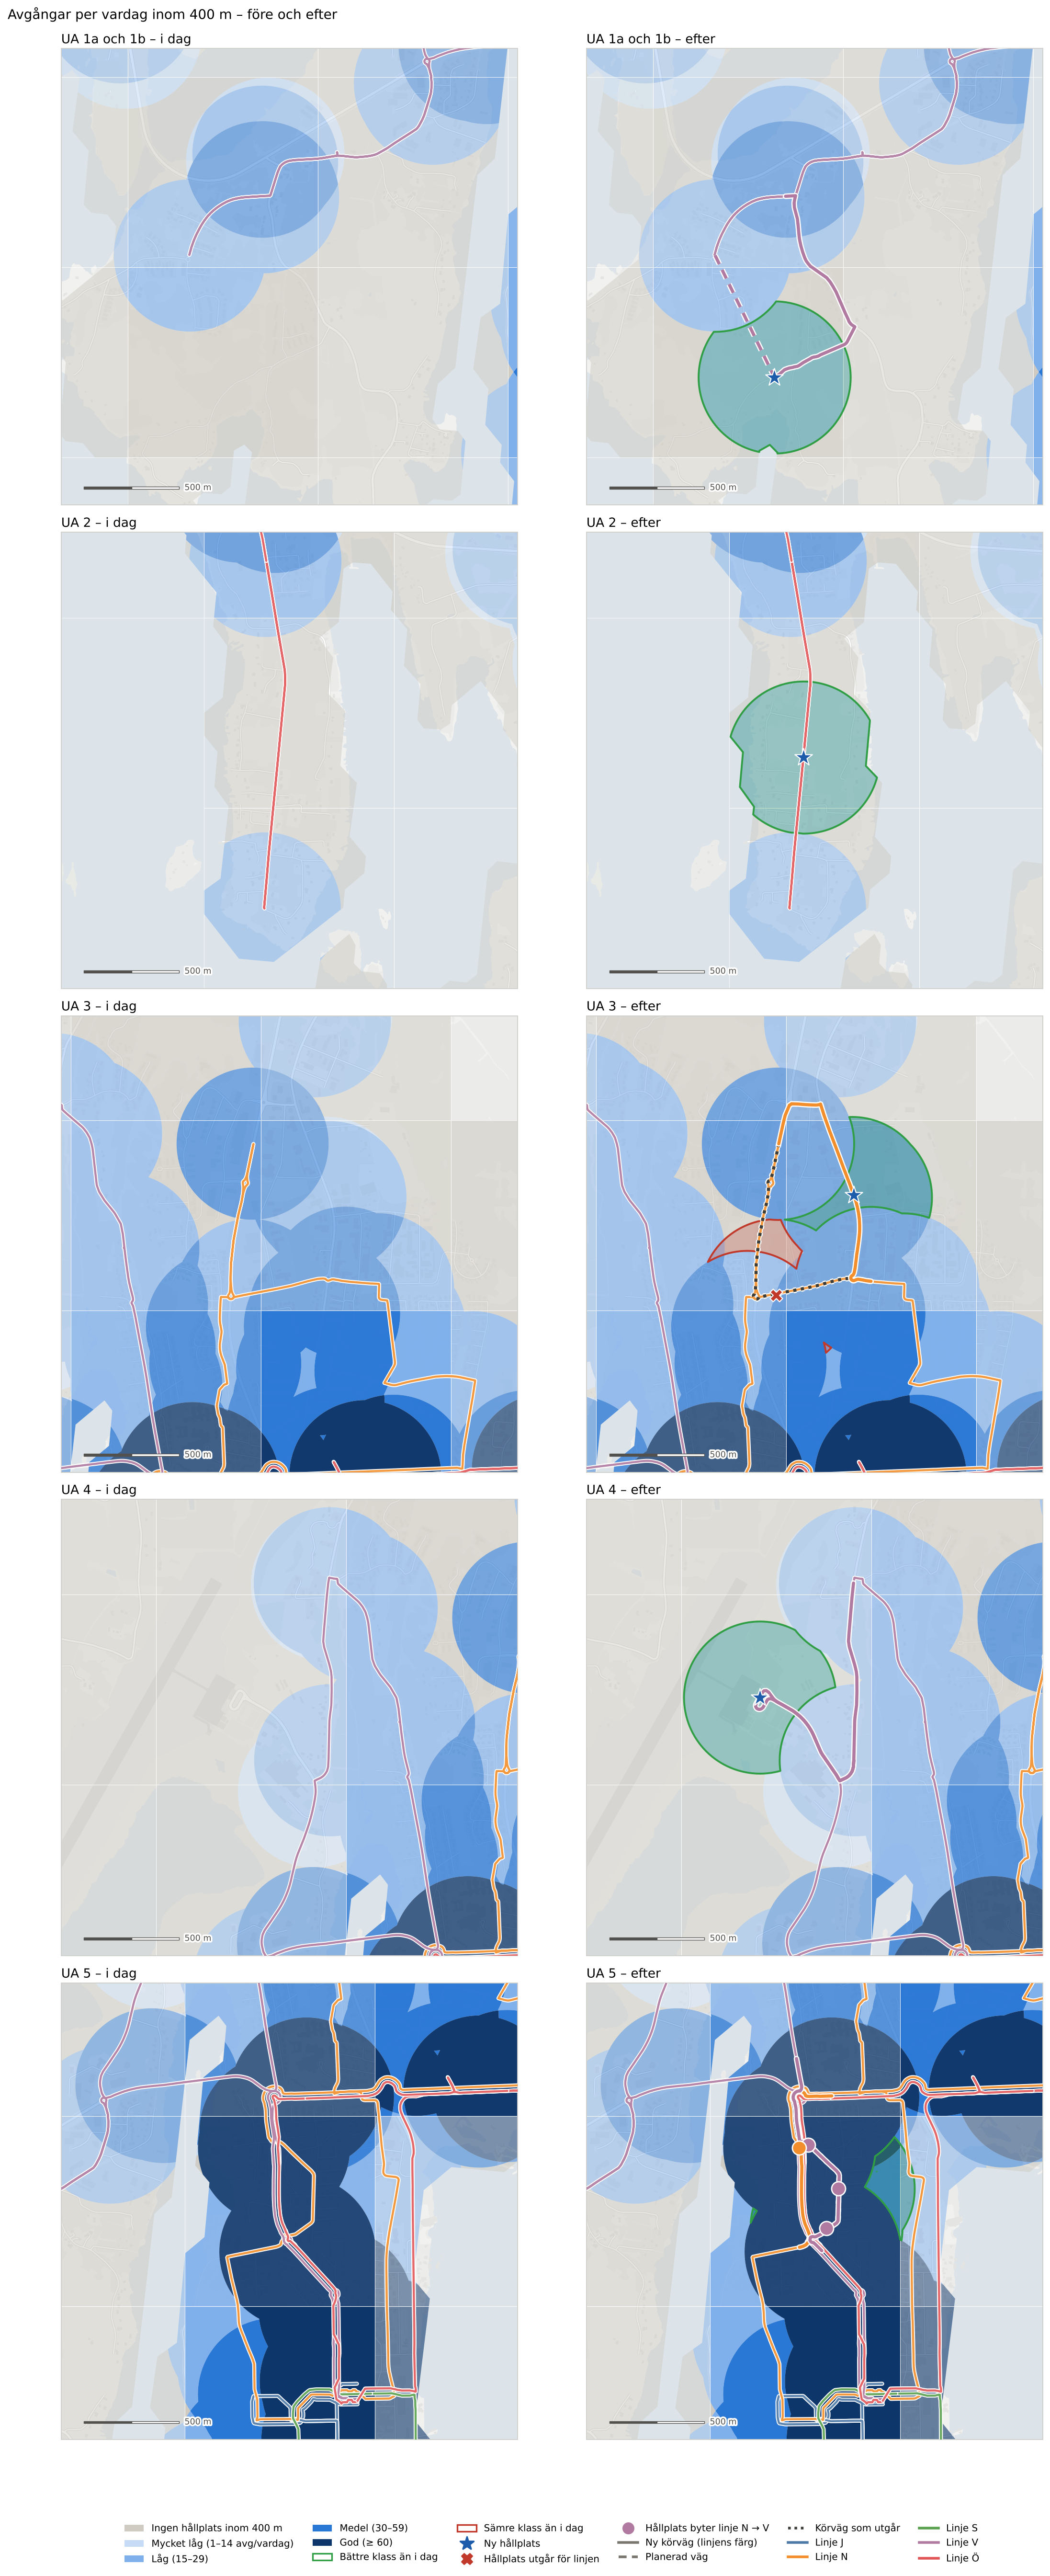 Avgångar per vardag inom 400 m – före och efter
UA 1a och 1b – i dag
UA 1a och 1b – efter
500 m
500 m
UA 2 – i dag
UA 2 – efter
500 m
500 m
UA 3 – i dag
UA 3 – efter
500 m
500 m
UA 4 – i dag
UA 4 – efter
500 m
500 m
UA 5 – i dag
UA 5 – efter
500 m
500 m
Ingen hållplats inom 400 m
Mycket låg (1–14 avg/vardag)
Låg (15–29)
Medel (30–59)
God (≥ 60)
Bättre klass än i dag
Sämre klass än i dag
Ny hållplats
Hållplats utgår för linjen
Hållplats byter linje N → V
Ny körväg (linjens färg)
Planerad väg
Körväg som utgår
Linje J
Linje N
Linje S
Linje V
Linje Ö